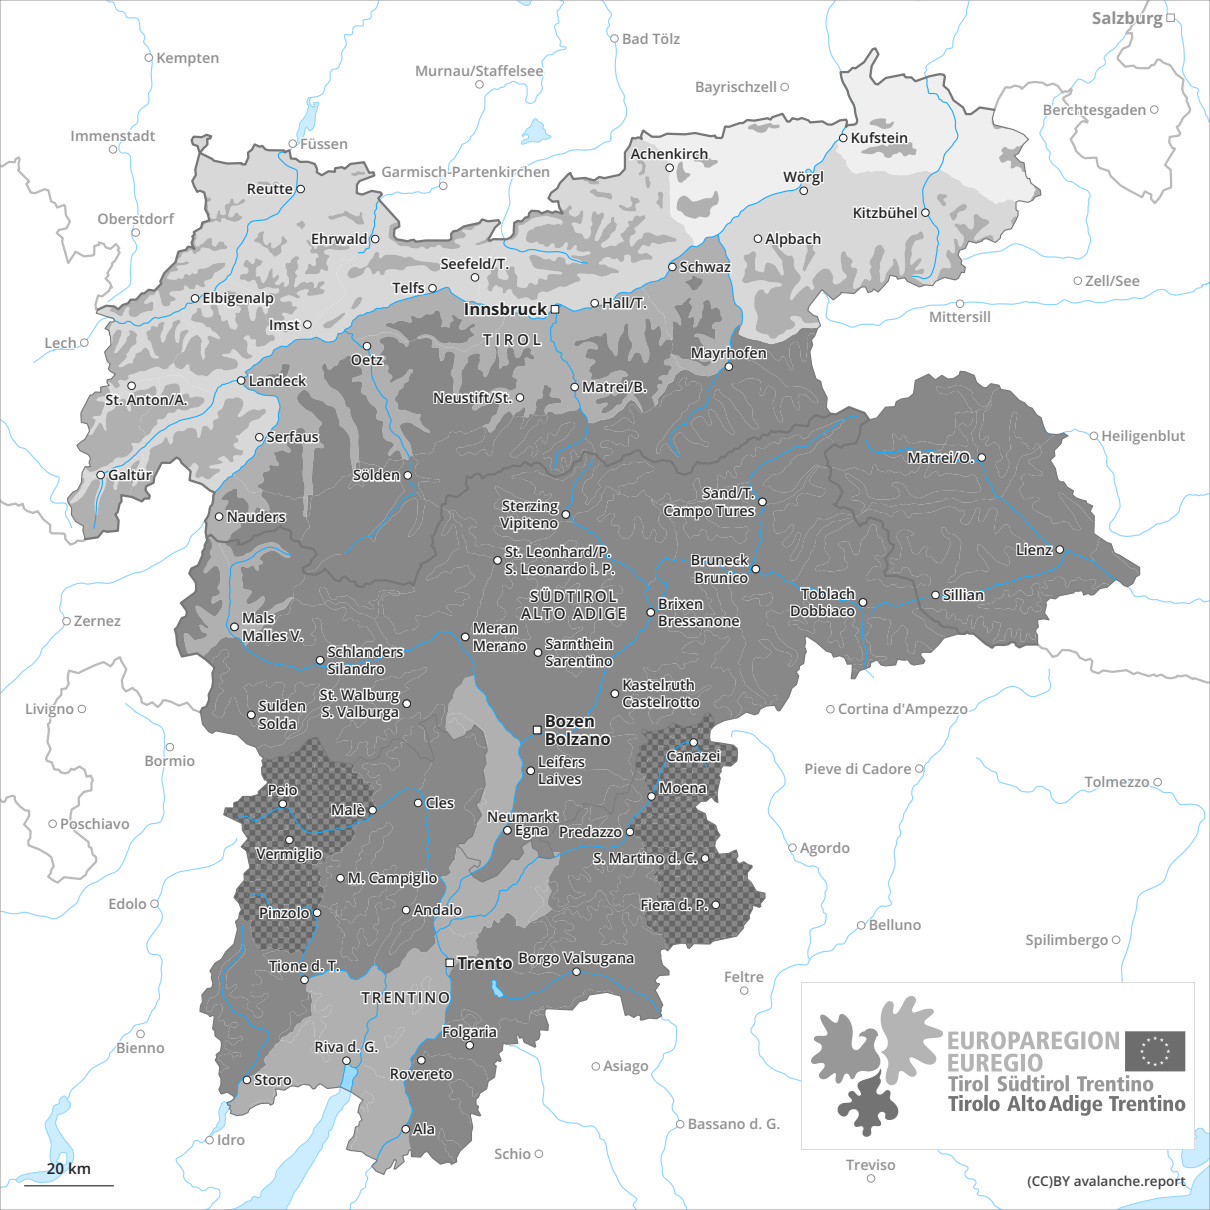 Salzburg
Bad Tölz
Kempten
Murnau/Staffelsee
Bayrischzell
Berchtesgaden
Immenstadt
Kufstein
Füssen
Achenkirch
Garmisch-Partenkirchen
Wörgl
Reutte
Oberstdorf
Kitzbühel
Ehrwald
Alpbach
Seefeld/T.
Schwaz
Zell/See
Telfs
Elbigenalp
Hall/T.
Innsbruck
Mittersill
Imst
TIROL
Lech
Oetz
Mayrhofen
Landeck
Matrei/B.
St. Anton/A.
Neustift/St.
Serfaus
Heiligenblut
Matrei/O.
Galtür
Sölden
Sand/T.
Campo Tures
Sterzing
Vipiteno
Nauders
Lienz
St. Leonhard/P.
S. Leonardo i. P.
Bruneck
Brunico
SÜDTIROL
ALTO ADIGE
Toblach
Dobbiaco
Sillian
Brixen
Bressanone
Zernez
Mals
Malles V.
Meran
Merano
Sarnthein
Sarentino
Schlanders
Silandro
Kastelruth
Castelrotto
St. Walburg
S. Valburga
Sulden
Solda
Livigno
Cortina d'Ampezzo
Bozen
Bolzano
Bormio
Canazei
Leifers
Laives
Pieve di Cadore
Tolmezzo
Peio
Moena
Malè
Cles
Neumarkt
Egna
Predazzo
Poschiavo
Vermiglio
Agordo
S. Martino d. C.
M. Campiglio
Edolo
Pinzolo
Andalo
Fiera d. P.
Belluno
Spilimbergo
Trento
Borgo Valsugana
Tione d. T.
Feltre
TRENTINO
Folgaria
Bienno
Riva d. G.
Rovereto
Asiago
Storo
EUROPAREGION
EUREGIO
Tirol Südtirol Trentino
Tirolo Alto Adige Trentino
Ala
Bassano d. G.
Idro
Schio
Treviso
20 km
(CC)BY avalanche.report